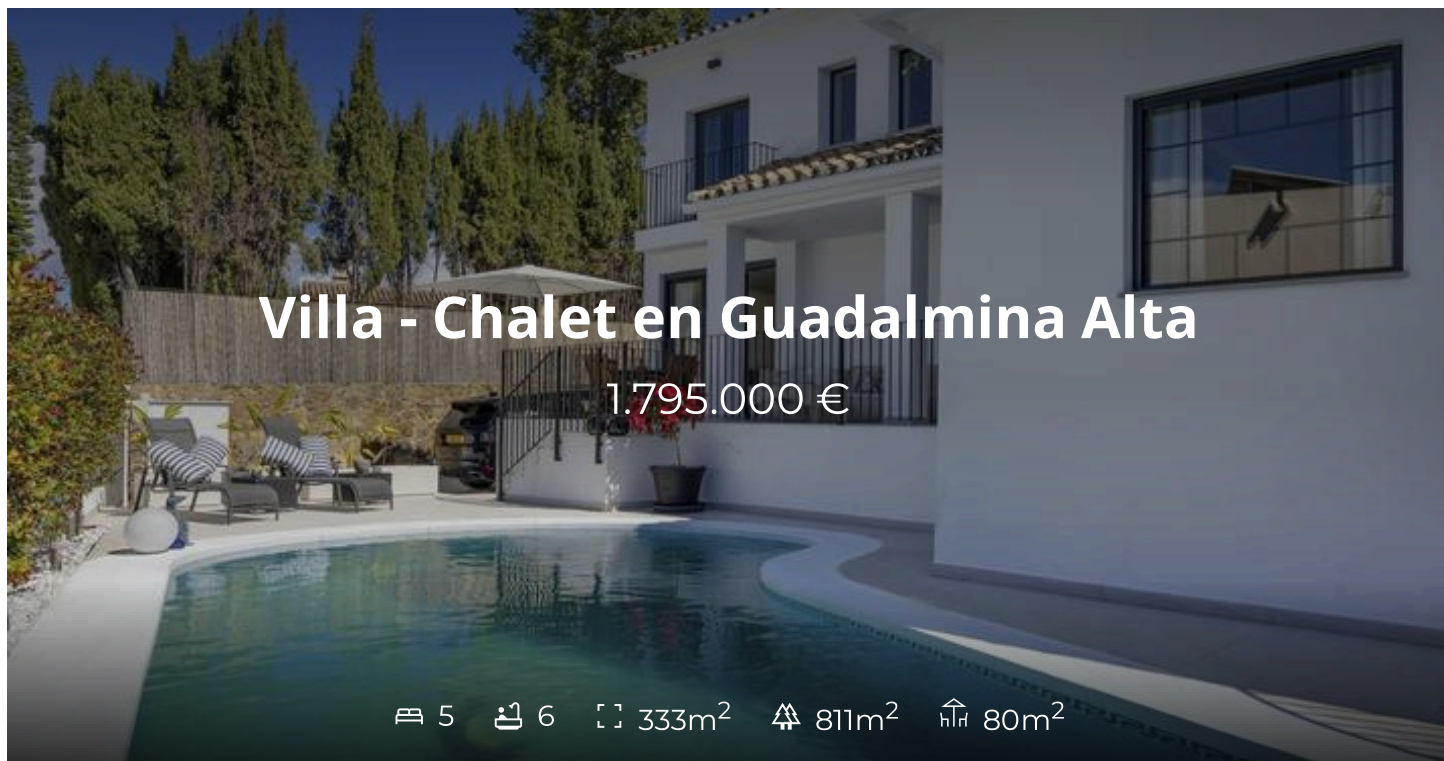 Villa - Chalet en Guadalmina Alta
1.795.000 €
5 6 333m² 811m² 80m²